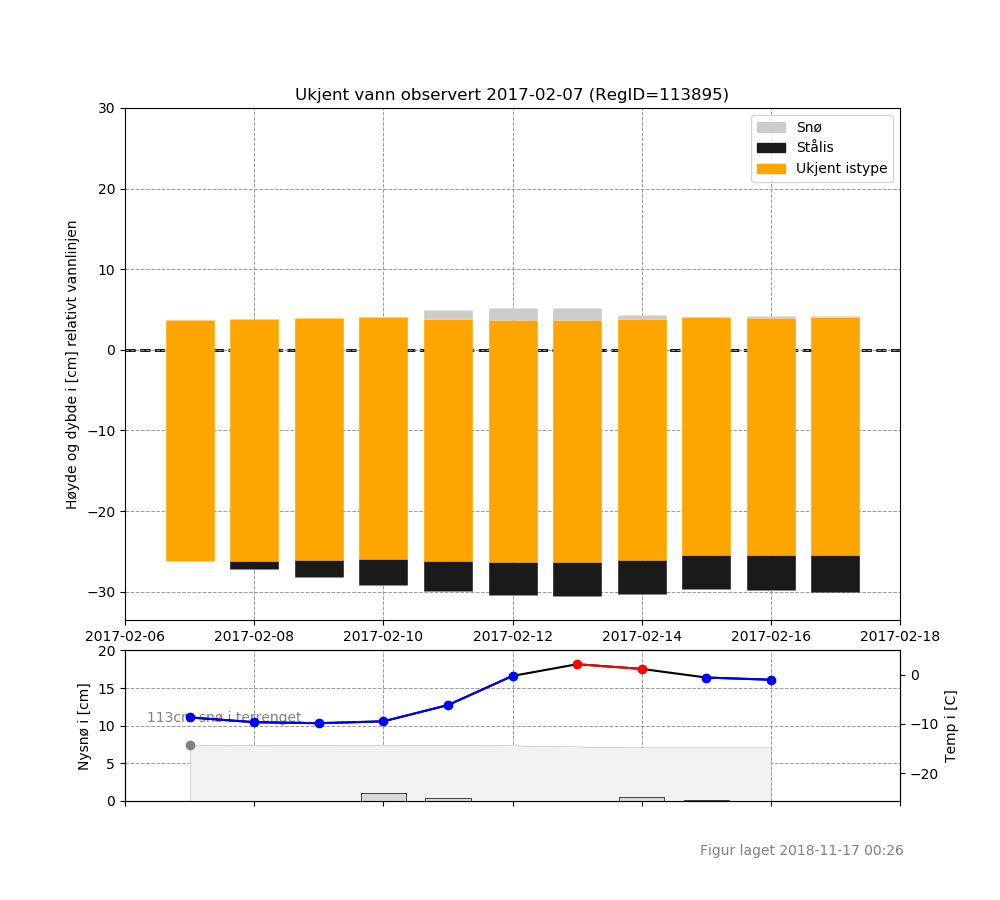 Ukjent vann observert 2017-02-07 (RegID=113895)
30
20
10
0
−10
−20
−30
Høyde og dybde i [cm] relativt vannlinjen
Snø
Stålis
Ukjent istype
2017-02-06 2017-02-08 2017-02-10 2017-02-12 2017-02-14 2017-02-16 2017-02-18
20
15
10
5
0
Nysnø i [cm]
113cm snø i terrenget
0
−10
−20
Temp i [C]
Figur laget 2018-11-17 00:26